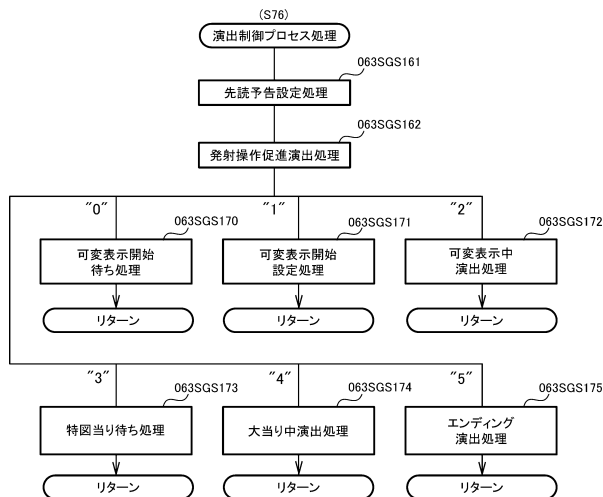 (S76)
演出制御プロセス処理
063SGS161
先読予告設定処理
063SGS162
発射操作促進演出処理
"0"
063SGS170
可変表示開始
待ち処理
リターン
"1"
063SGS171
可変表示開始
設定処理
リターン
"2"
063SGS172
可変表示中
演出処理
リターン
"3"
063SGS173
特図当り待ち処理
リターン
"4"
063SGS174
大当り中演出処理
リターン
"5"
063SGS175
エンディング
演出処理
リターン